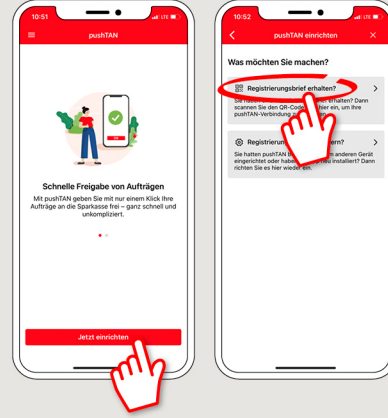 10:51
LTE
pushTAN
Schnelle Freigabe von Aufträgen
Mit pushTAN geben Sie mit nur einem Klick Ihre
Aufträge an die Sparkasse frei – ganz schnell und
unkompliziert.
Jetzt einrichten
10:52
LTE
pushTAN einrichten
Was möchten Sie machen?
Registrierungsbrief erhalten?
Sie haben erhalten? Dann
scannen Sie den QR-Code hier ein, um Ihre
pushTAN-Verbindung
Sie hatten pushTAN anderen Gerät
eingerichtet oder installiert? Dann
richten Sie es hier wieder ein.